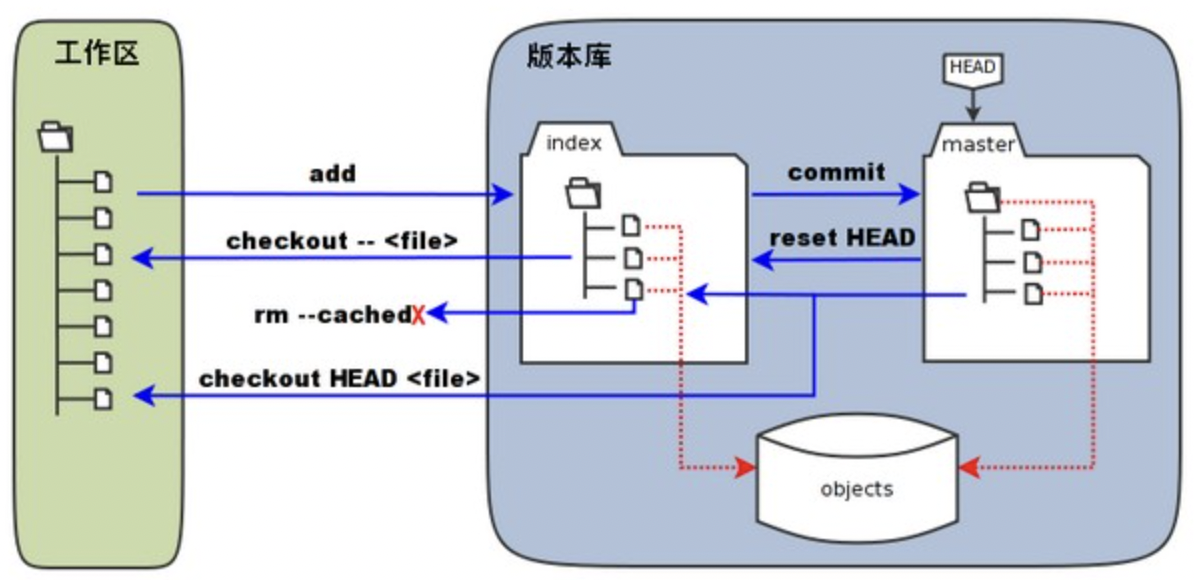 工作区
版本库
HEAD
index
master
add
commit
checkout -- <file>
reset HEAD
rm --cachedX
checkout HEAD <file>
objects